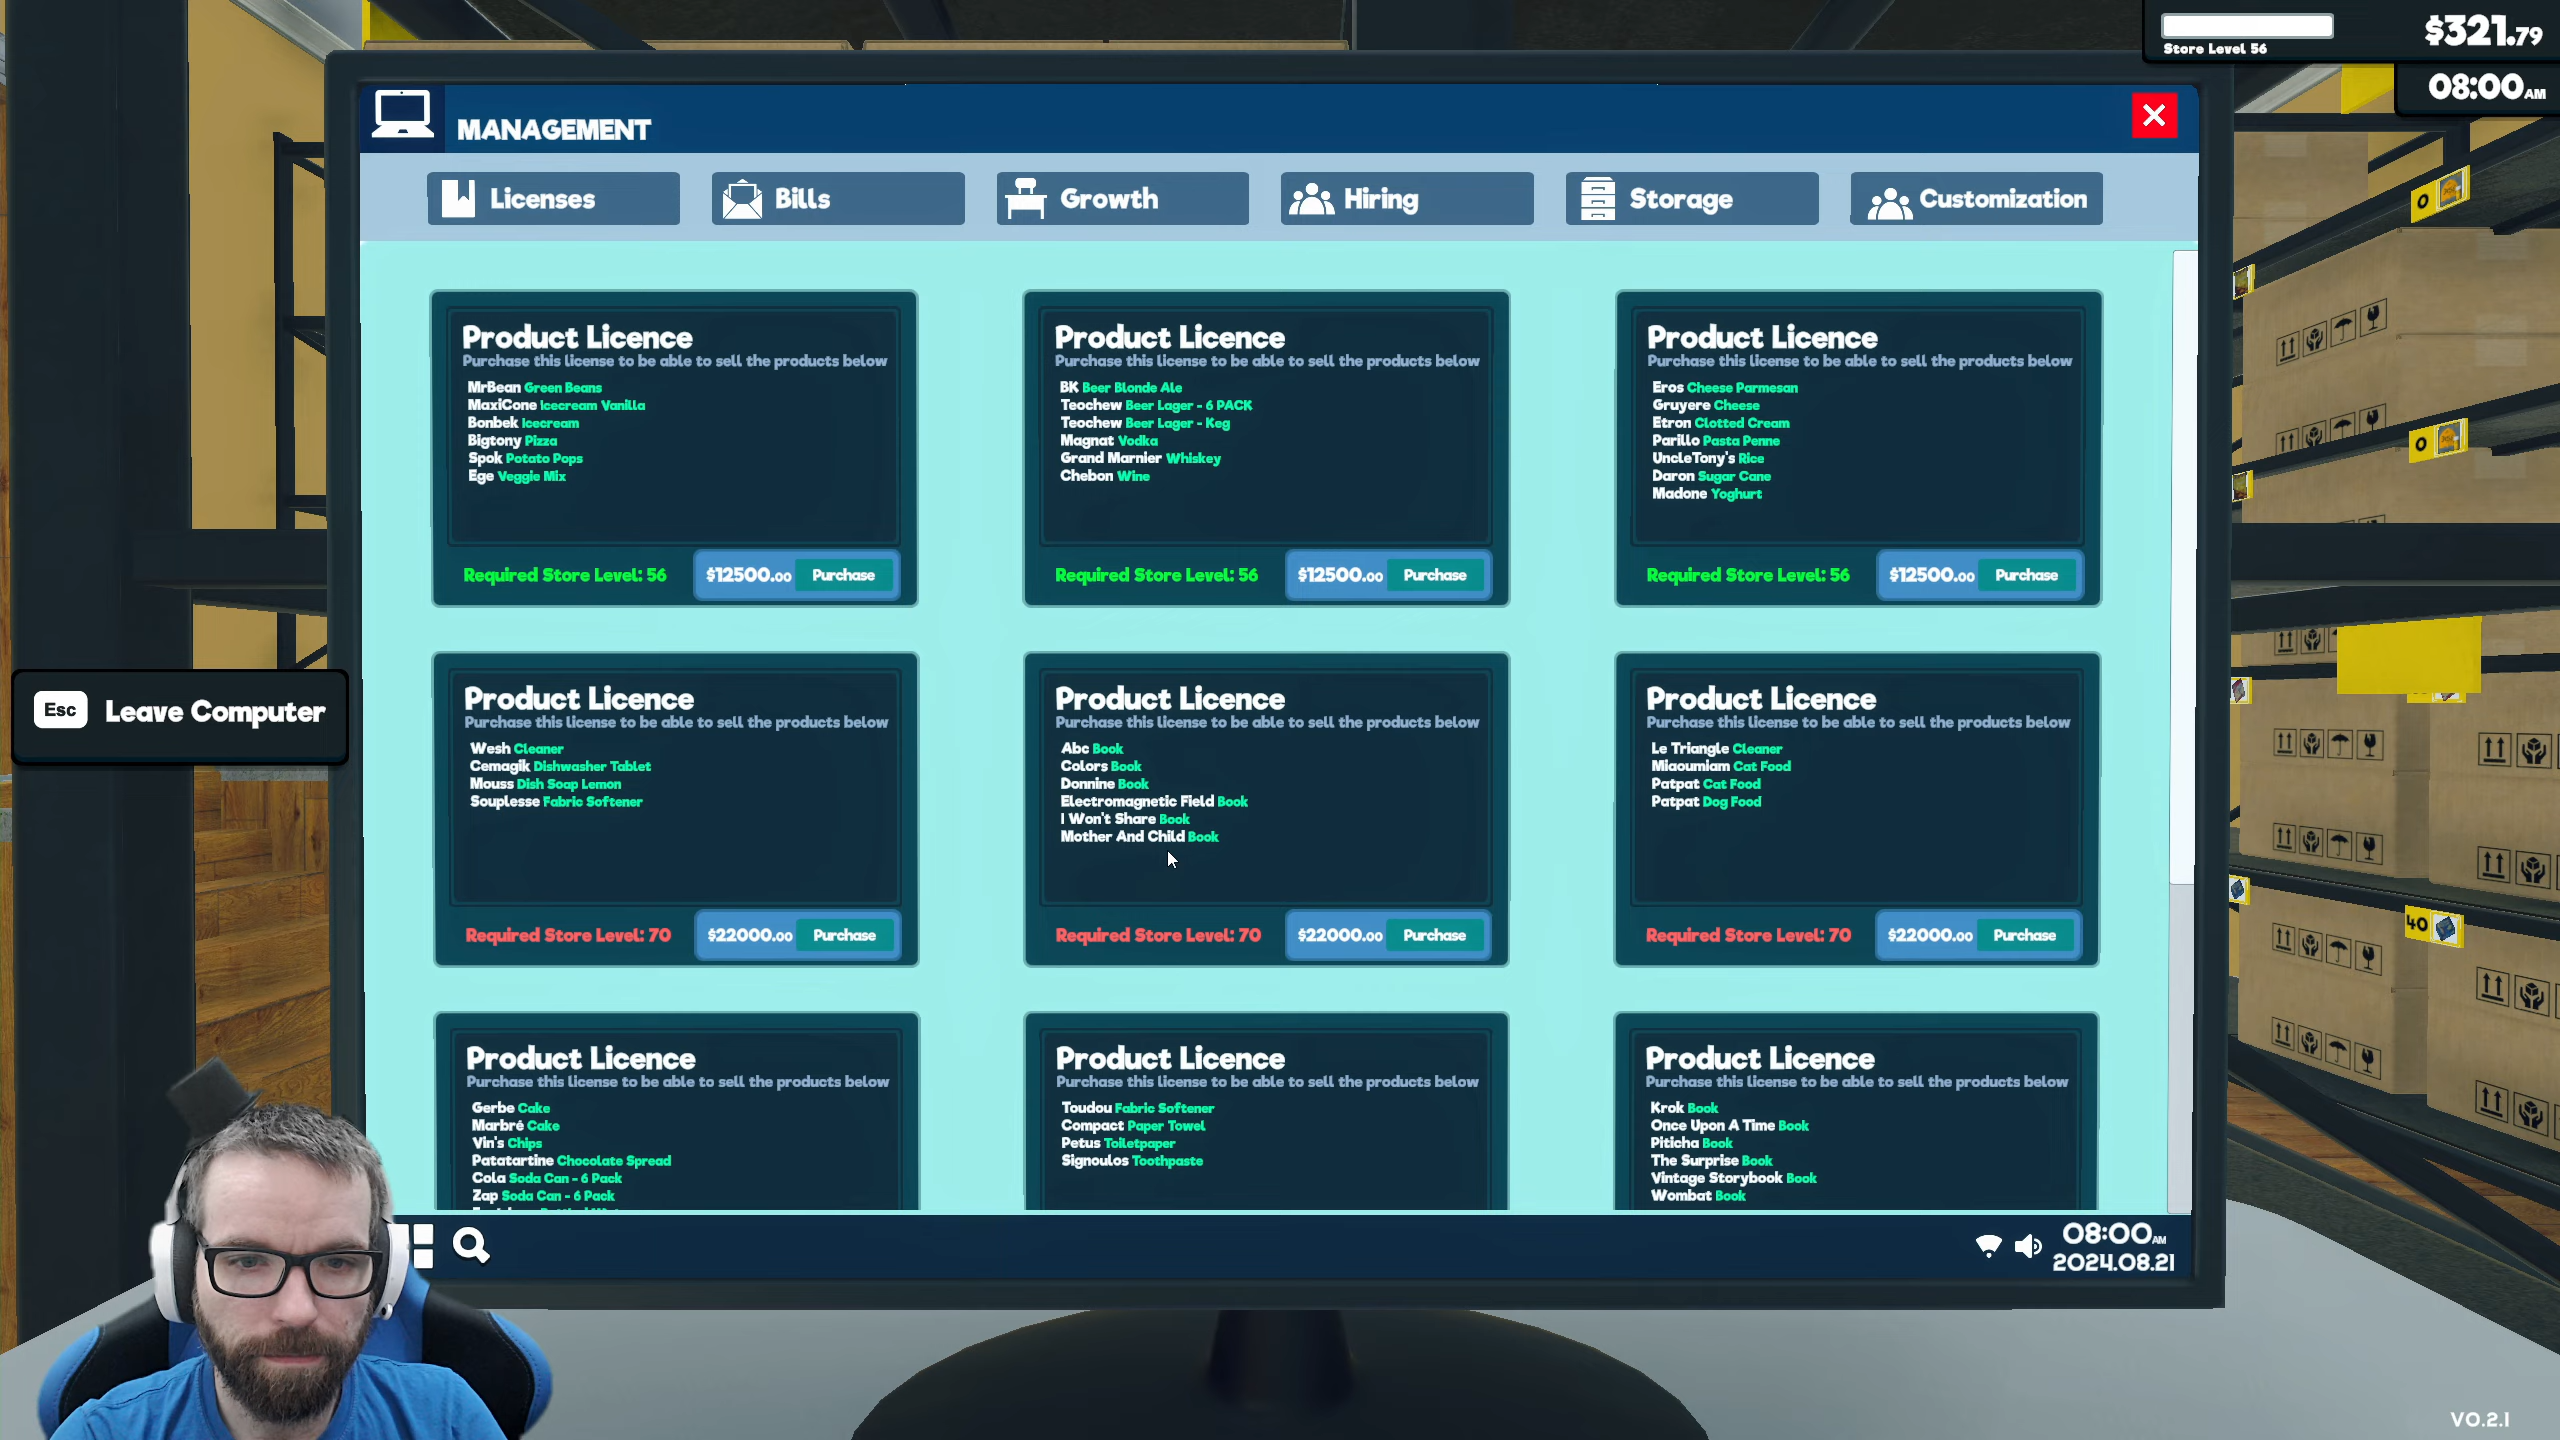 $321.79
Store Level 56
08:00AM
MANAGEMENT
Licenses
Bills
Growth
Hiring
Storage
Customization
Product Licence
Purchase this license to be able to sell the products below
MrBean Green Beans
MaxiCone Icecream Vanilla
Bonbek Icecream
Bigtony Pizza
Spok Potato Pops
Ege Veggie Mix
Required Store Level: 56
$12500.00 Purchase
Product Licence
Purchase this license to be able to sell the products below
BK Beer Blonde Ale
Teochew Beer Lager - 6 PACK
Teochew Beer Lager - Keg
Magnat Vodka
Grand Marnier Whiskey
Chebon Wine
Required Store Level: 56
$12500.00 Purchase
Product Licence
Purchase this license to be able to sell the products below
Eros Cheese Parmesan
Gruyere Cheese
Etron Clotted Cream
Parillo Pasta Penne
UncleTony's Rice
Daron Sugar Cane
Madone Yoghurt
Required Store Level: 56
$12500.00 Purchase
Esc Leave Computer
Product Licence
Purchase this license to be able to sell the products below
Wesh Cleaner
Cemagik Dishwasher Tablet
Mouss Dish Soap Lemon
Souplesse Fabric Softener
Required Store Level: 70
$22000.00 Purchase
Product Licence
Purchase this license to be able to sell the products below
Abc Book
Colors Book
Donnine Book
Electromagnetic Field Book
I Won't Share Book
Mother And Child Book
Required Store Level: 70
$22000.00 Purchase
Product Licence
Purchase this license to be able to sell the products below
Le Triangle Cleaner
Miaoumiam Cat Food
Patpat Cat Food
Patpat Dog Food
Required Store Level: 70
$22000.00 Purchase
Product Licence
Purchase this license to be able to sell the products below
Gerbe Cake
Marbré Cake
Vin's Chips
Patatartine Chocolate Spread
Cola Soda Can - 6 Pack
Zap Soda Can - 6 Pack
Product Licence
Purchase this license to be able to sell the products below
Toudou Fabric Softener
Compact Paper Towel
Petus Toiletpaper
Signoulos Toothpaste
Product Licence
Purchase this license to be able to sell the products below
Krok Book
Once Upon A Time Book
Piticha Book
The Surprise Book
Vintage Storybook Book
Wombat Book
0
0
40
08:00AM
2024.08.21
V0.2.1